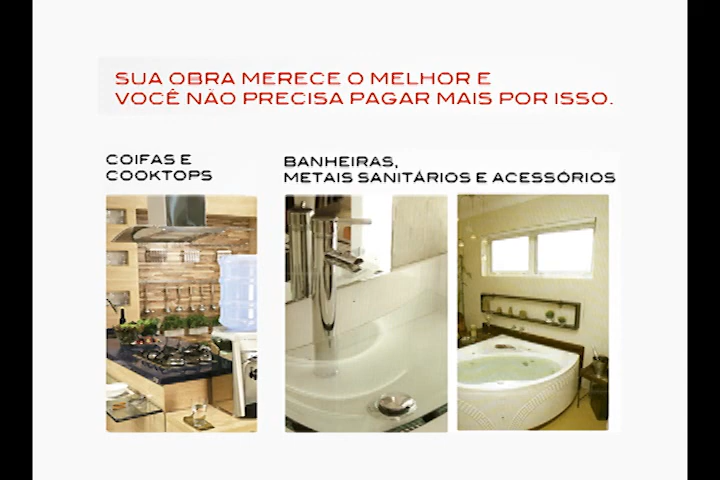 SUA OBRA MERECE O MELHOR E
VOCÊ NÃO PRECISA PAGAR MAIS POR ISSO.
COIFAS E
COOKTOPS
BANHEIRAS,
METAIS SANITÁRIOS E ACESSÓRIOS